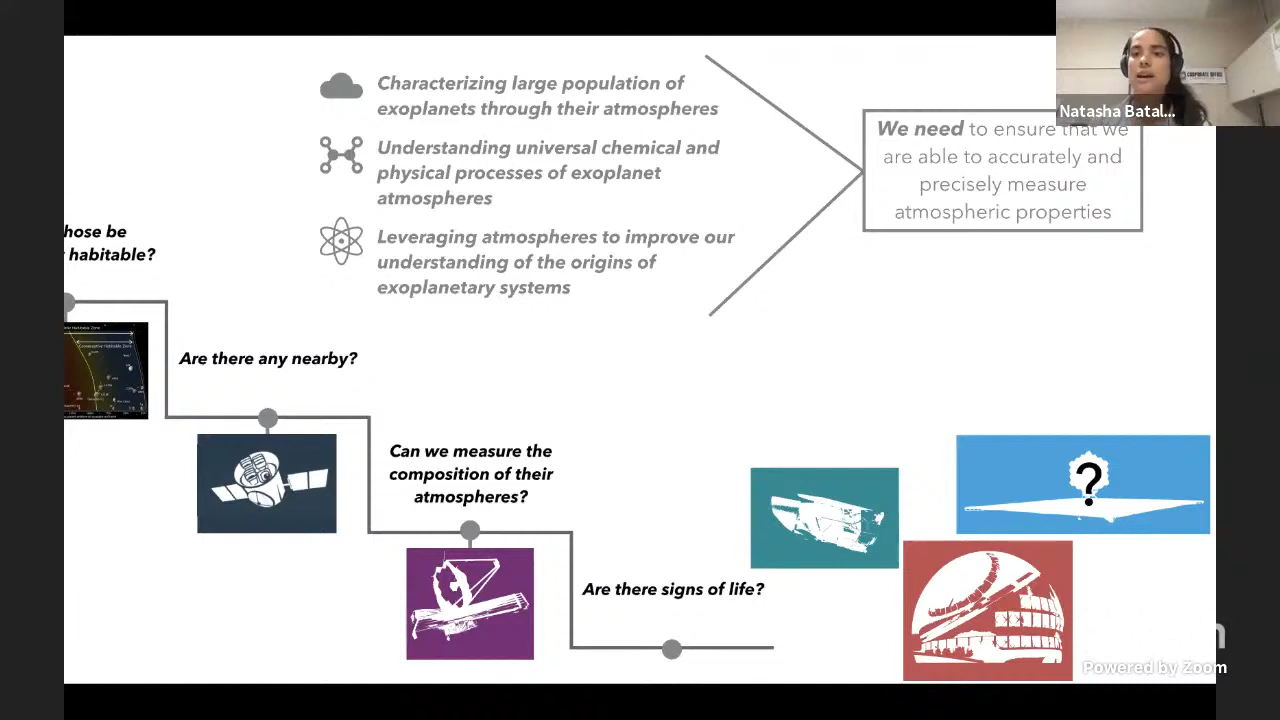 Characterizing large population of
exoplanets through their atmospheres
Understanding universal chemical and
physical processes of exoplanet
atmospheres
Leveraging atmospheres to improve our
understanding of the origins of
exoplanetary systems
CORPORATE OFFICE
Natasha Batal...
We need to ensure that we
are able to accurately and
precisely measure
atmospheric properties
hose be
habitable?
Are there any nearby?
Can we measure the
composition of their
atmospheres?
Are there signs of life?
?
Powered by Zoom